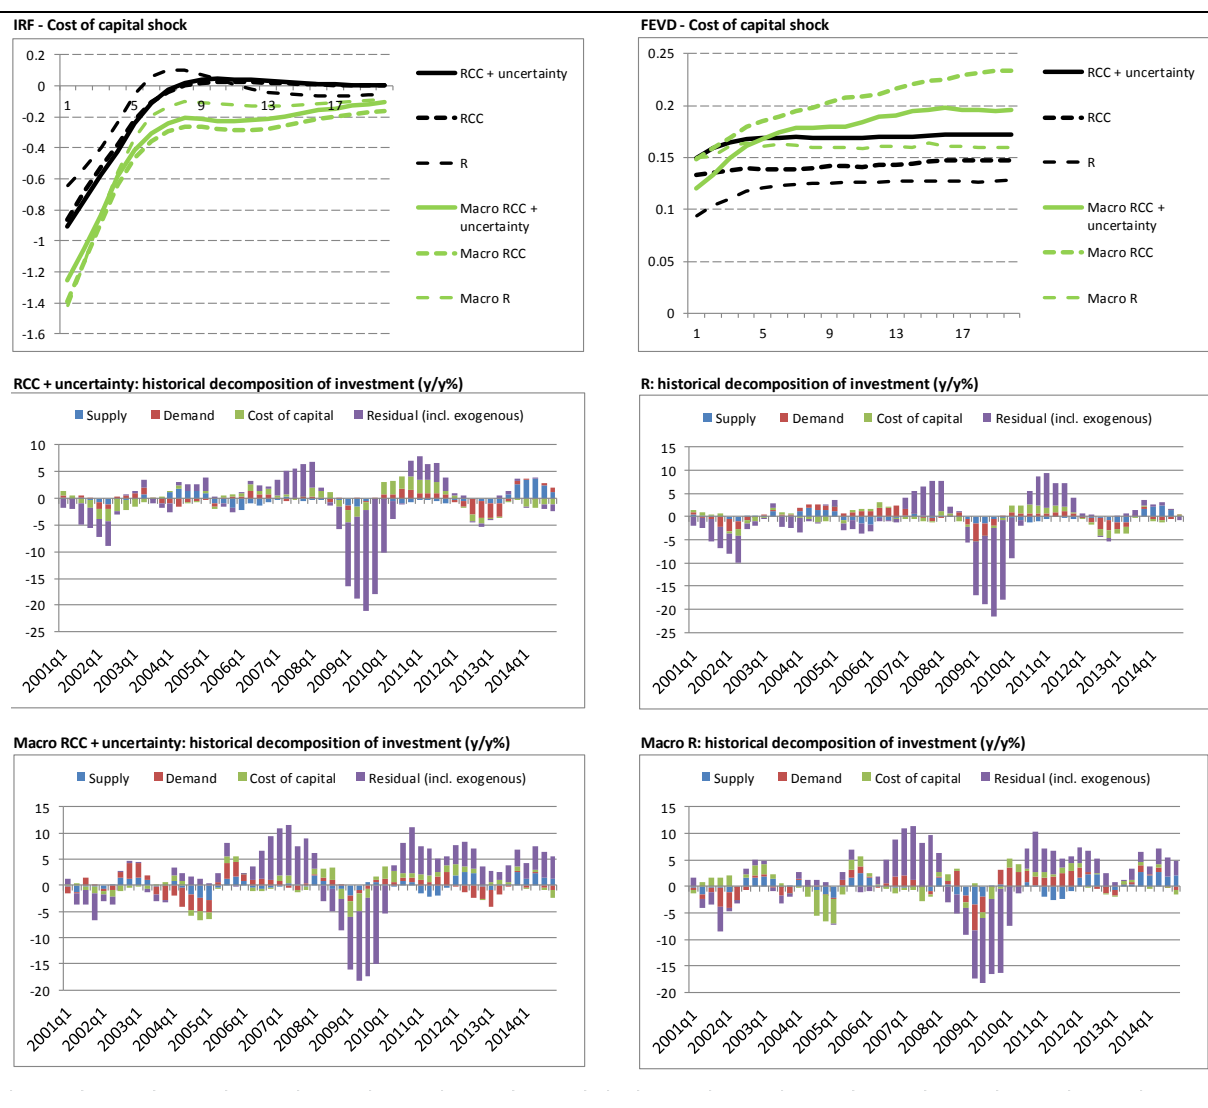 IRF - Cost of capital shock
0.2
0
-0.2
-0.4
-0.6
-0.8
-1
-1.2
-1.4
-1.6
1 5 9 13 17
RCC + uncertainty
RCC
R
Macro RCC +
uncertainty
Macro RCC
Macro R
FEVD - Cost of capital shock
0.25
0.2
0.15
0.1
0.05
0
1 5 9 13 17
RCC + uncertainty
RCC
R
Macro RCC +
uncertainty
Macro RCC
Macro R
RCC + uncertainty: historical decomposition of investment (y/y%)
Supply Demand Cost of capital Residual (incl. exogenous)
10
5
0
-5
-10
-15
-20
-25
2001q1 2002q1 2003q1 2004q1 2005q1 2006q1 2007q1 2008q1 2009q1 2010q1 2011q1 2012q1 2013q1 2014q1
R: historical decomposition of investment (y/y%)
Supply Demand Cost of capital Residual (incl. exogenous)
15
10
5
0
-5
-10
-15
-20
-25
2001q1 2002q1 2003q1 2004q1 2005q1 2006q1 2007q1 2008q1 2009q1 2010q1 2011q1 2012q1 2013q1 2014q1
Macro RCC + uncertainty: historical decomposition of investment (y/y%)
Supply Demand Cost of capital Residual (incl. exogenous)
15
10
5
0
-5
-10
-15
-20
2001q1 2002q1 2003q1 2004q1 2005q1 2006q1 2007q1 2008q1 2009q1 2010q1 2011q1 2012q1 2013q1 2014q1
Macro R: historical decomposition of investment (y/y%)
Supply Demand Cost of capital Residual (incl. exogenous)
15
10
5
0
-5
-10
-15
-20
2001q1 2002q1 2003q1 2004q1 2005q1 2006q1 2007q1 2008q1 2009q1 2010q1 2011q1 2012q1 2013q1 2014q1